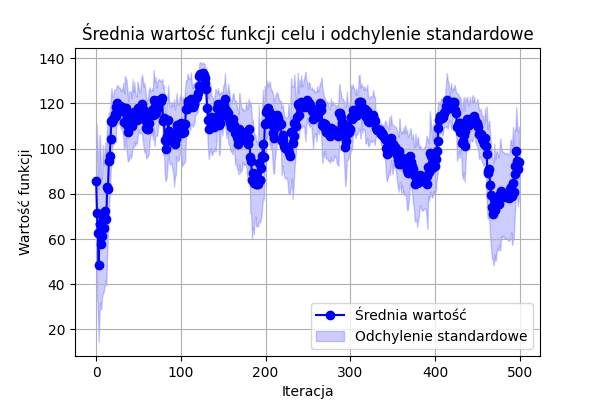 Średnia wartość funkcji celu i odchylenie standardowe
140
120
100
80
60
40
20
Wartość funkcji
0
100
200
300
400
500
Iteracja
Średnia wartość
Odchylenie standardowe